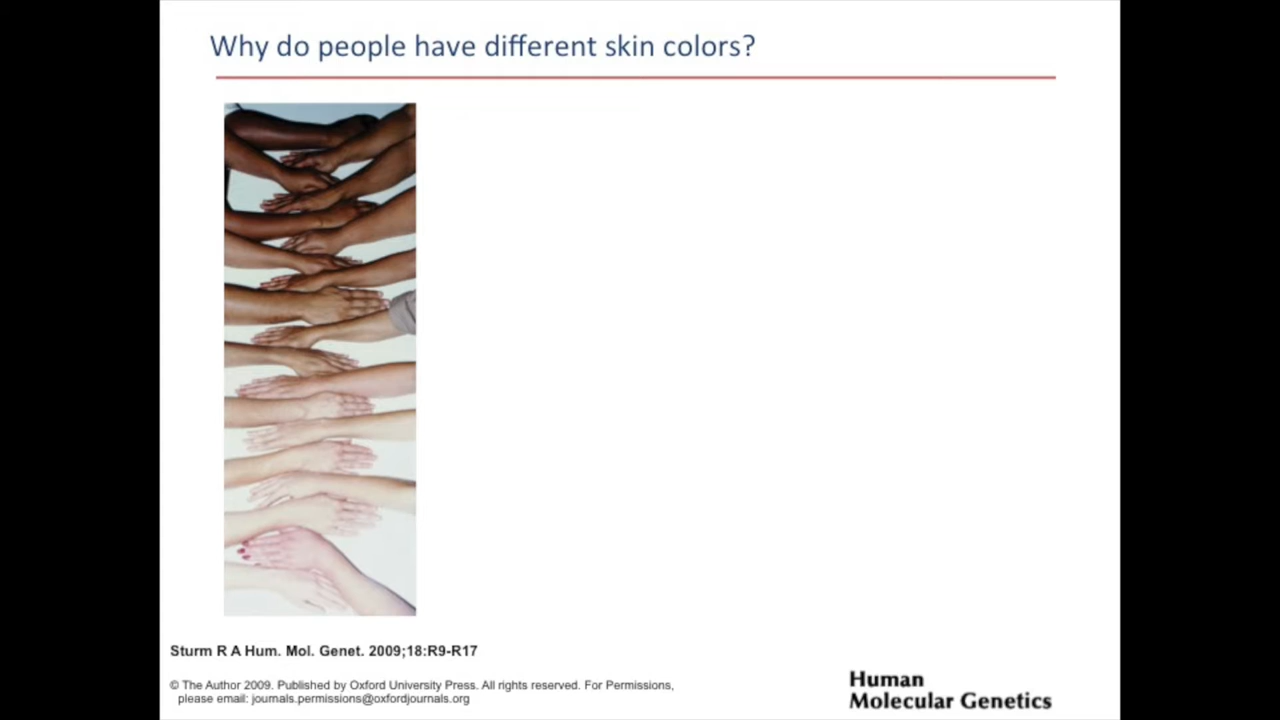 Why do people have different skin colors?
Sturm R A Hum. Mol. Genet. 2009;18:R9-R17
© The Author 2009. Published by Oxford University Press. All rights reserved. For Permissions,
please email: journals.permissions@oxfordjournals.org
Human
Molecular Genetics